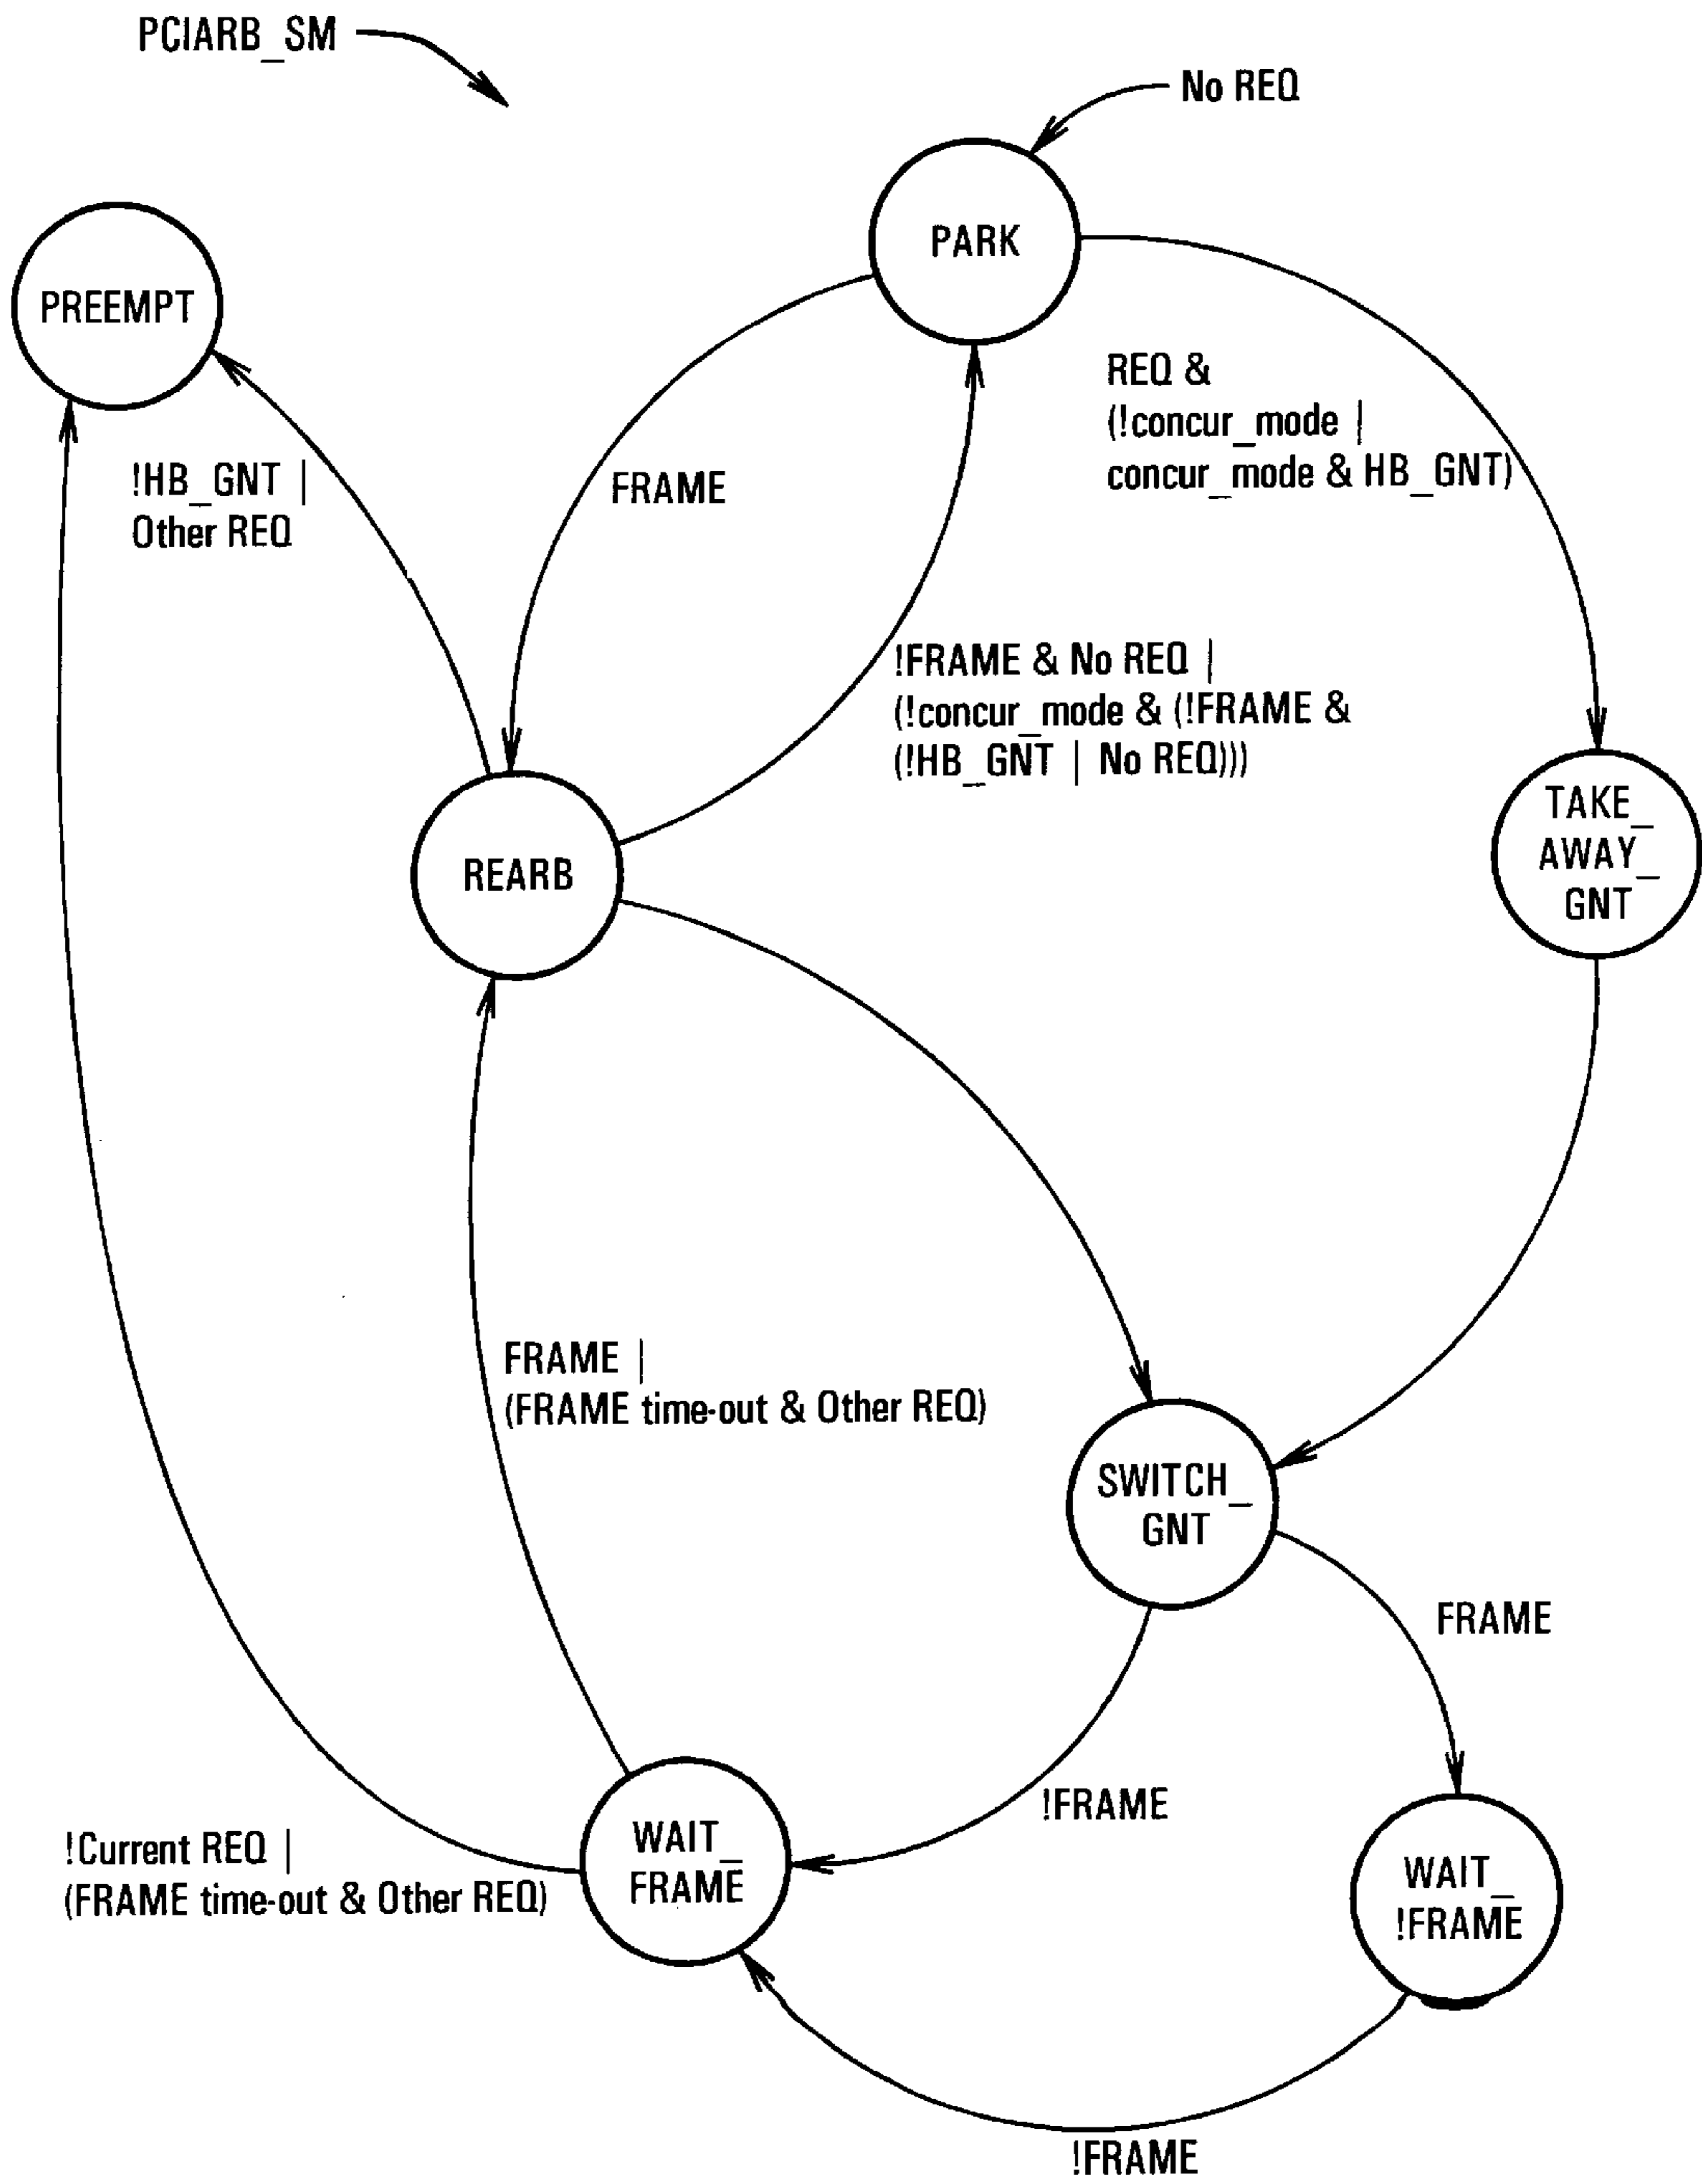 PCIARB_SM
No REQ
PARK
PREEMPT
REQ &
(!concur_mode |
concur_mode & HB_GNT)
!HB_GNT |
Other REQ
FRAME
!FRAME & No REQ |
(!concur_mode & (!FRAME &
(!HB_GNT | No REQ)))
TAKE_
AWAY_
GNT
REARB
FRAME |
(FRAME time-out & Other REQ)
SWITCH_
GNT
FRAME
!FRAME
!Current REQ |
(FRAME time-out & Other REQ)
WAIT_
FRAME
WAIT_
!FRAME
!FRAME